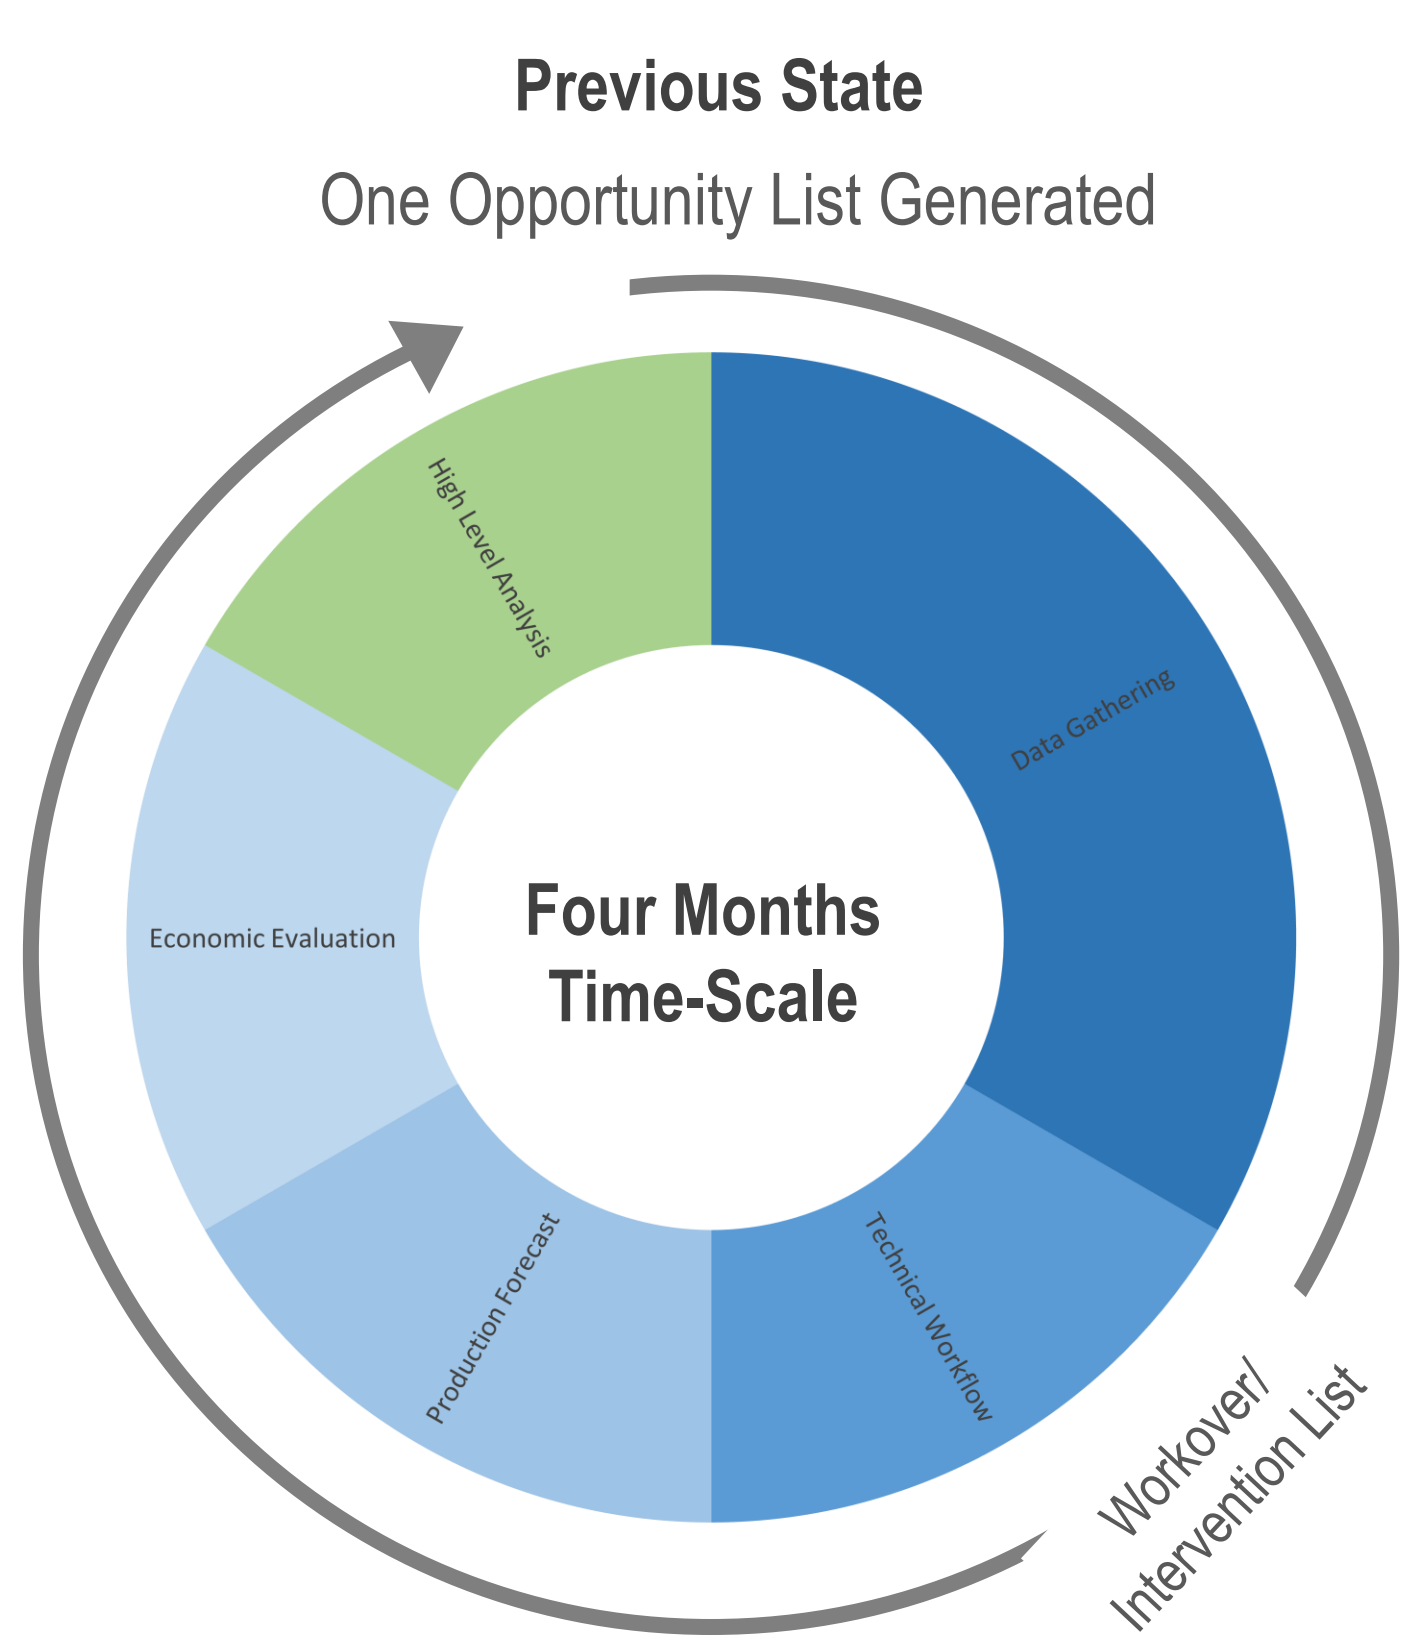 Previous State
One Opportunity List Generated
High Level Analysis
Data Gathering
Four Months
Time-Scale
Economic Evaluation
Production Forecast
Technical Workflow
Workover/
Intervention List